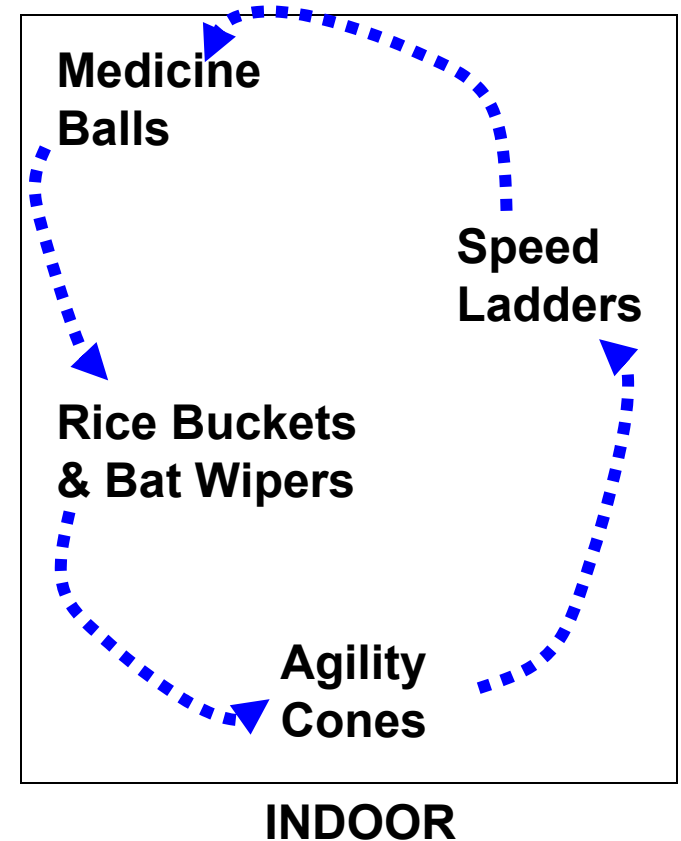 Medicine
Balls
Speed
Ladders
Rice Buckets
& Bat Wipers
Agility
Cones
INDOOR